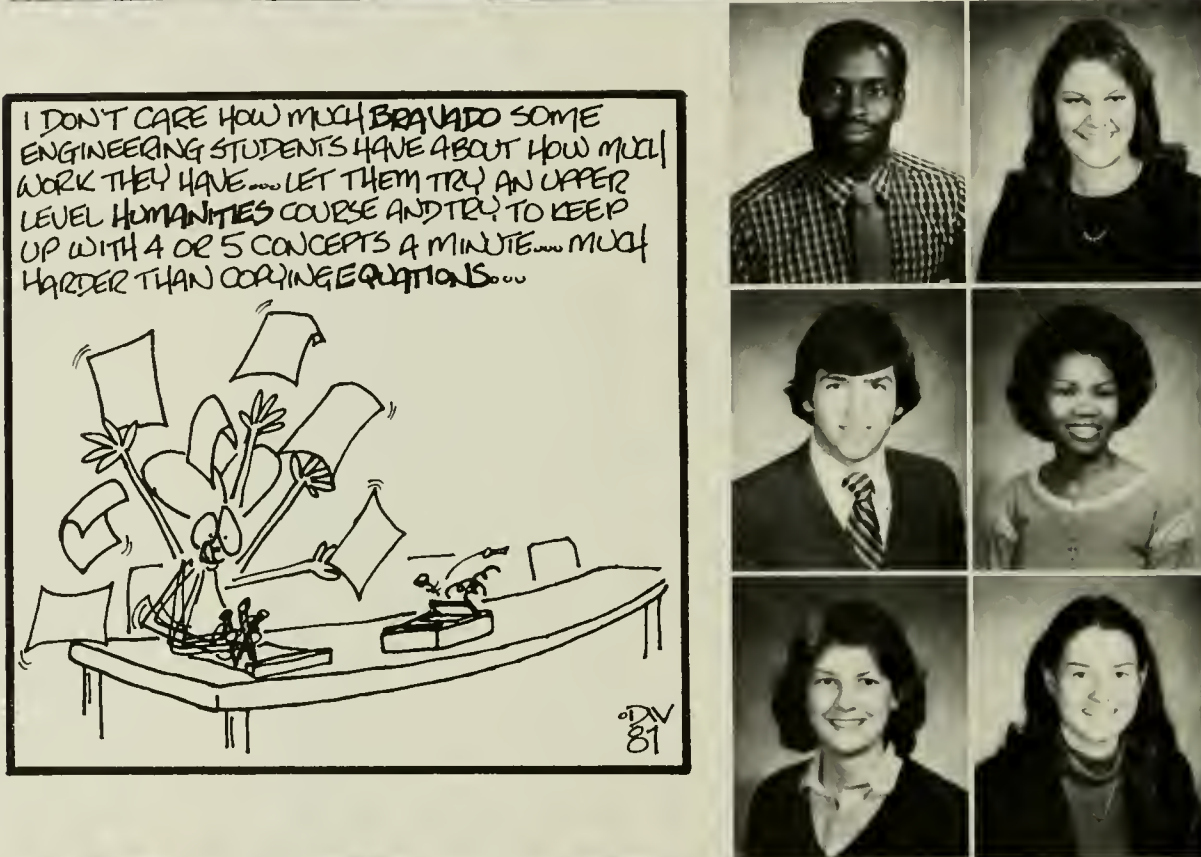 I DON'T CARE HOW MUCH BRAVADO SOME
ENGINEERING STUDENTS HAVE ABOUT HOW MUCH
WORK THEY HAVE... LET THEM TRY AN UPPER
LEVEL HUMANITIES COURSE AND TRY TO KEEP
UP WITH 4 OR 5 CONCEPTS A MINUTE... MUCH
HARDER THAN COPYING EQUATIONS...
DIV
81